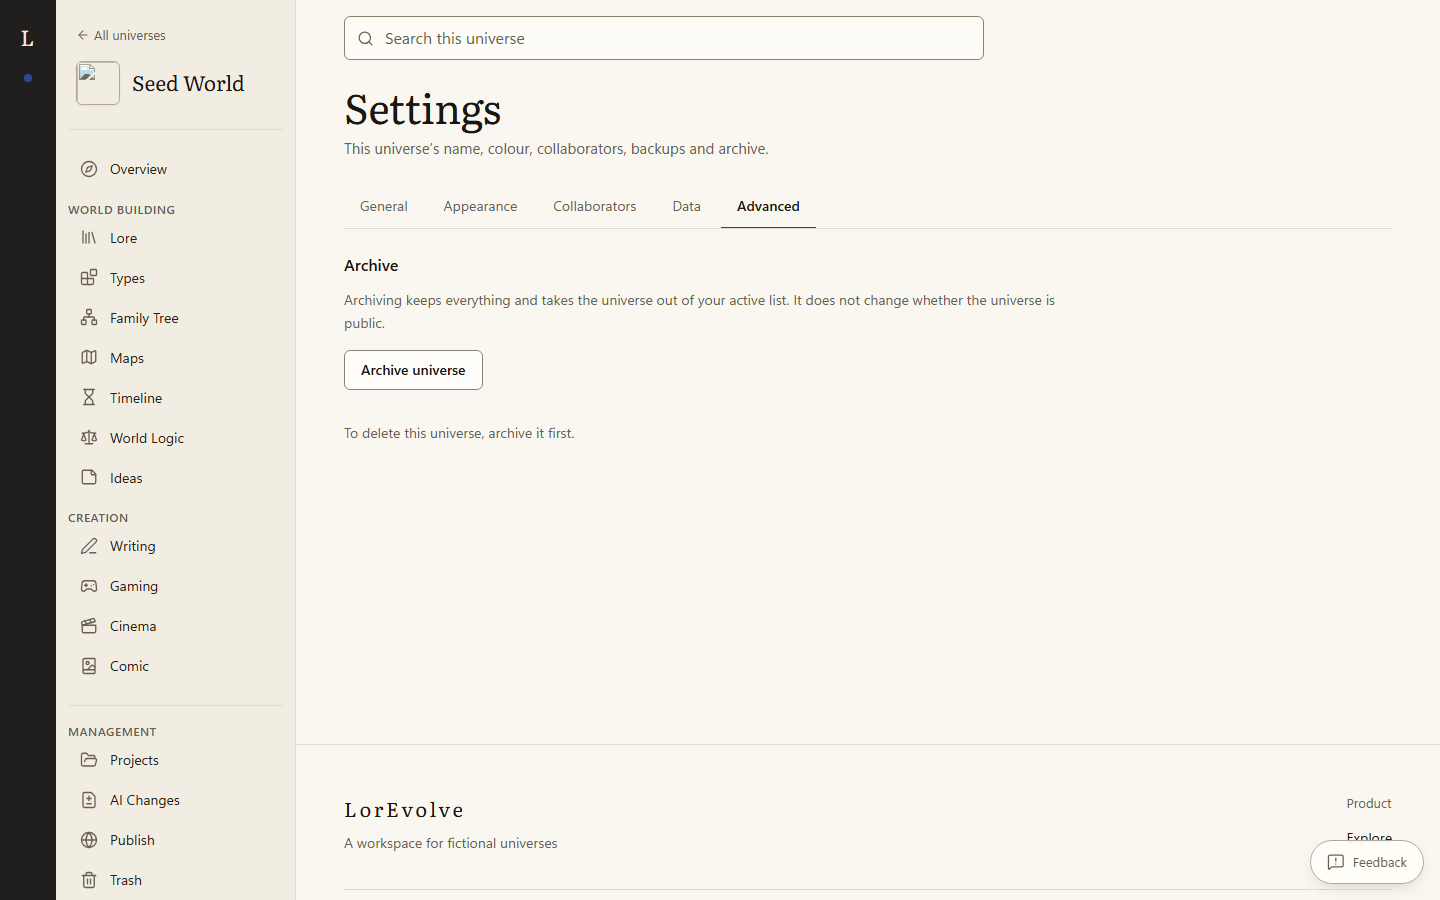 L
All universes
Seed World
Overview
WORLD BUILDING
Lore
Types
Family Tree
Maps
Timeline
World Logic
Ideas
CREATION
Writing
Gaming
Cinema
Comic
MANAGEMENT
Projects
AI Changes
Publish
Trash
Search this universe
Settings
This universe's name, colour, collaborators, backups and archive.
General Appearance Collaborators Data Advanced
Archive
Archiving keeps everything and takes the universe out of your active list. It does not change whether the universe is
public.
Archive universe
To delete this universe, archive it first.
LorEvolve
A workspace for fictional universes
Product
Explore
Feedback